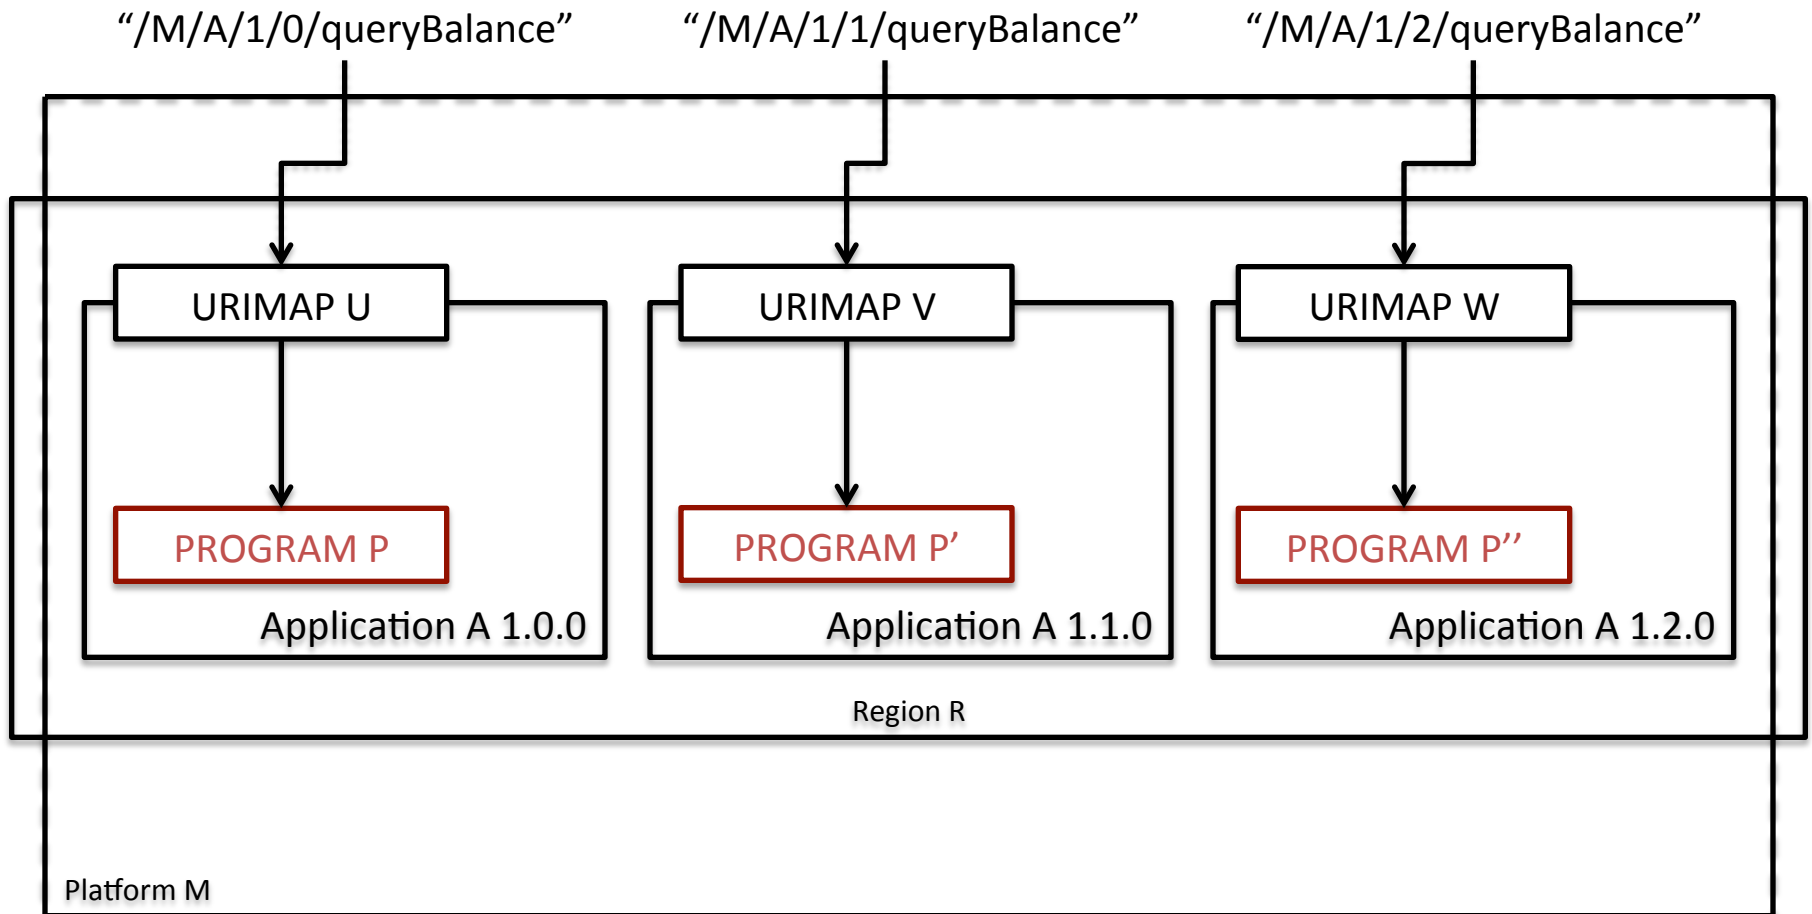 “/M/A/1/0/queryBalance” “/M/A/1/1/queryBalance” “/M/A/1/2/queryBalance”
URIMAP U URIMAP V URIMAP W
PROGRAM P PROGRAM P’ PROGRAM P’’
Application A 1.0.0 Application A 1.1.0 Application A 1.2.0
Region R
Platform M